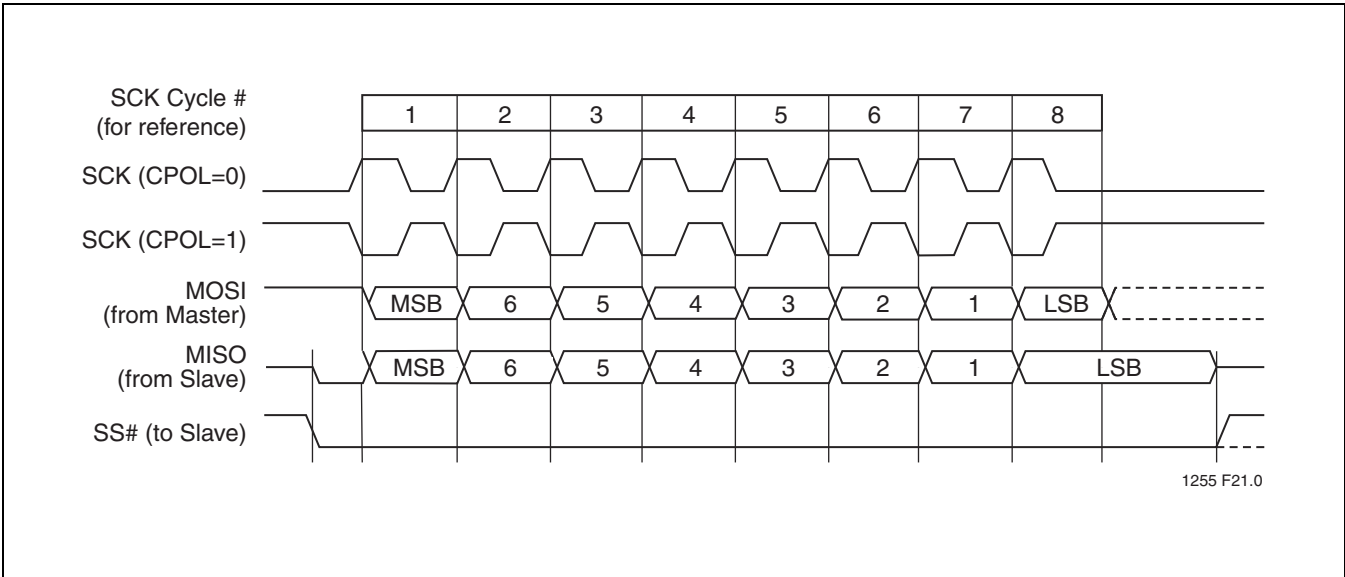 SCK Cycle #
(for reference)
1 2 3 4 5 6 7 8
SCK (CPOL=0)
SCK (CPOL=1)
MOSI
(from Master)
MSB 6 5 4 3 2 1 LSB
MISO
(from Slave)
MSB 6 5 4 3 2 1 LSB
SS# (to Slave)
1255 F21.0